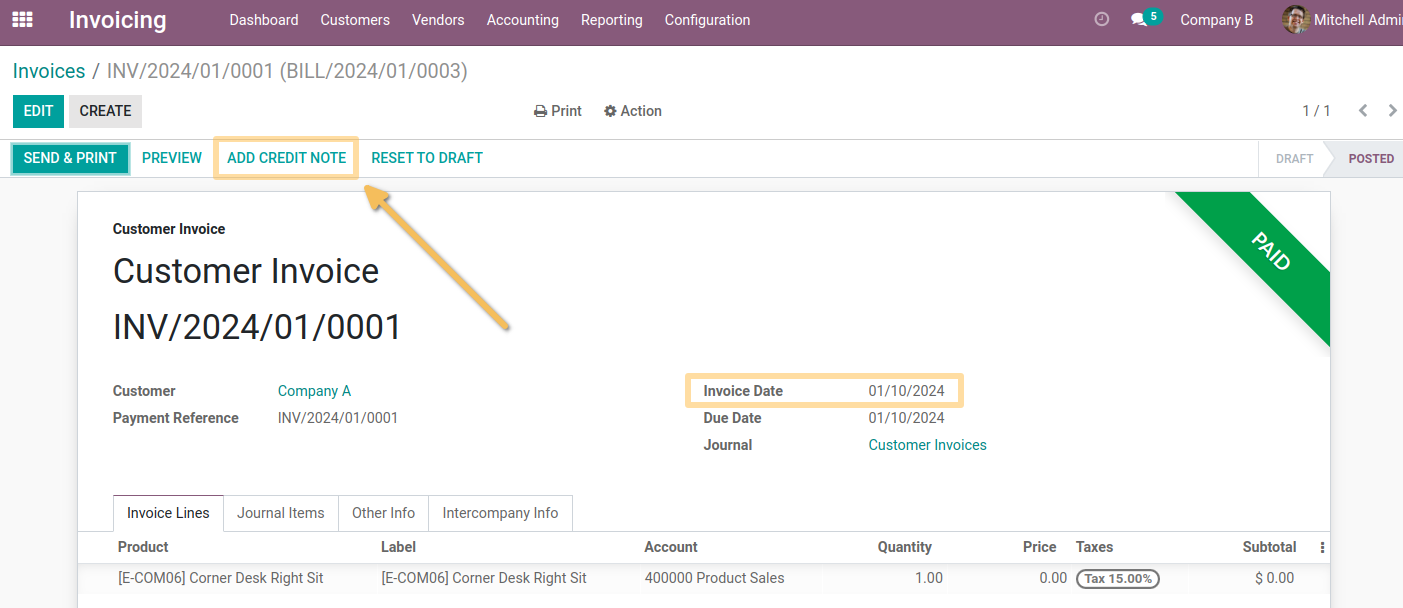 Invoicing Dashboard Customers Vendors Accounting Reporting Configuration 5 Company B Mitchell Admi
Invoices / INV/2024/01/0001 (BILL/2024/01/0003)
EDIT CREATE Print Action 1 / 1
SEND & PRINT PREVIEW ADD CREDIT NOTE RESET TO DRAFT DRAFT POSTED
PAID
Customer Invoice
Customer Invoice
INV/2024/01/0001
Customer Company A Invoice Date 01/10/2024
Payment Reference INV/2024/01/0001 Due Date 01/10/2024
Journal Customer Invoices
Invoice Lines Journal Items Other Info Intercompany Info
Product Label Account Quantity Price Taxes Subtotal
[E-COM06] Corner Desk Right Sit [E-COM06] Corner Desk Right Sit 400000 Product Sales 1.00 0.00 Tax 15.00% $ 0.00